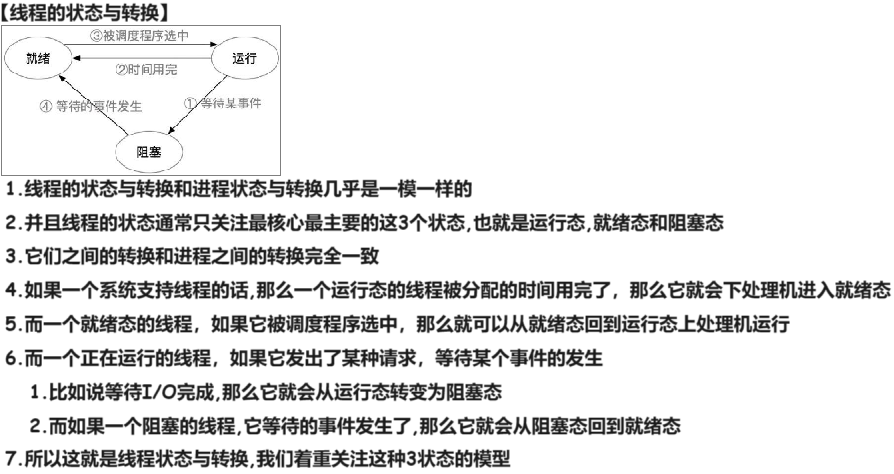 【线程的状态与转换】
③被调度程序选中
就绪
运行
②时间用完
④ 等待的事件发生
① 等待某事件
阻塞
1.线程的状态与转换和进程状态与转换几乎是一模一样的
2.并且线程的状态通常只关注最核心最主要的这3个状态,也就是运行态,就绪态和阻塞态
3.它们之间的转换和进程之间的转换完全一致
4.如果一个系统支持线程的话,那么一个运行态的线程被分配的时间用完了，那么它就会下处理机进入就绪态
5.而一个就绪态的线程，如果它被调度程序选中，那么就可以从就绪态回到运行态上处理机运行
6.而一个正在运行的线程，如果它发出了某种请求，等待某个事件的发生
1.比如说等待I/O完成,那么它就会从运行态转变为阻塞态
2.而如果一个阻塞的线程,它等待的事件发生了,那么它就会从阻塞态回到就绪态
7.所以这就是线程状态与转换,我们着重关注这种3状态的模型